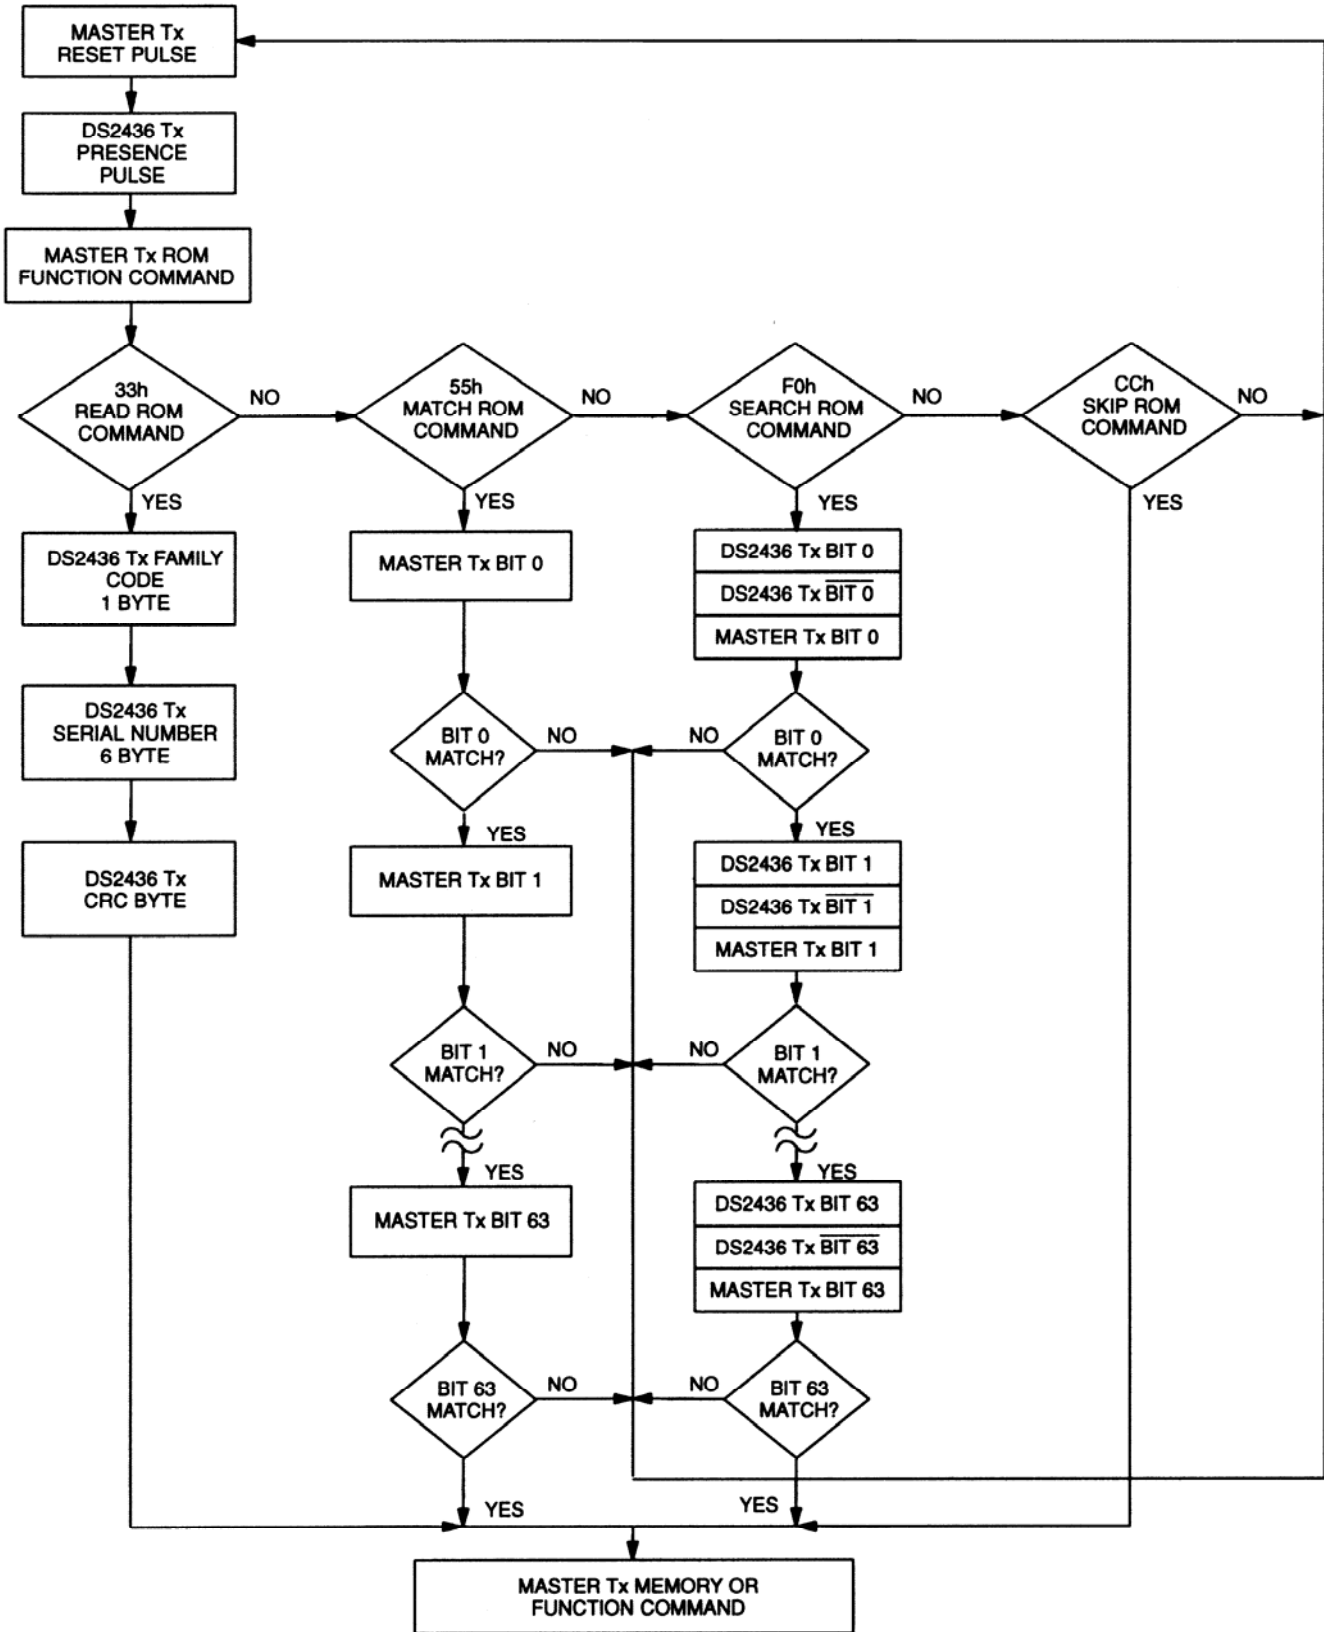 MASTER Tx
RESET PULSE
DS2436 Tx
PRESENCE
PULSE
MASTER Tx ROM
FUNCTION COMMAND
33h
READ ROM
COMMAND
NO
55h
MATCH ROM
COMMAND
NO
F0h
SEARCH ROM
COMMAND
NO
CCh
SKIP ROM
COMMAND
NO
YES
YES
YES
YES
DS2436 Tx FAMILY
CODE
1 BYTE
DS2436 Tx
SERIAL NUMBER
6 BYTE
DS2436 Tx
CRC BYTE
MASTER Tx BIT 0
BIT 0
MATCH?
NO
YES
MASTER Tx BIT 1
BIT 1
MATCH?
NO
YES
MASTER Tx BIT 63
BIT 63
MATCH?
NO
YES
DS2436 Tx BIT 0
DS2436 Tx B̅I̅T̅ ̅0̅
MASTER Tx BIT 0
NO
BIT 0
MATCH?
YES
DS2436 Tx BIT 1
DS2436 Tx B̅I̅T̅ ̅1̅
MASTER Tx BIT 1
NO
BIT 1
MATCH?
YES
DS2436 Tx BIT 63
DS2436 Tx B̅I̅T̅ ̅6̅3̅
MASTER Tx BIT 63
NO
BIT 63
MATCH?
YES
MASTER Tx MEMORY OR
FUNCTION COMMAND